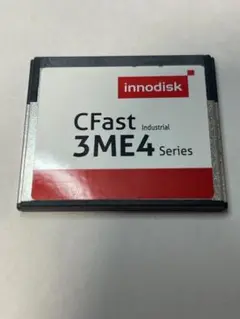 innodisk
CFast Industrial
3ME4 Series